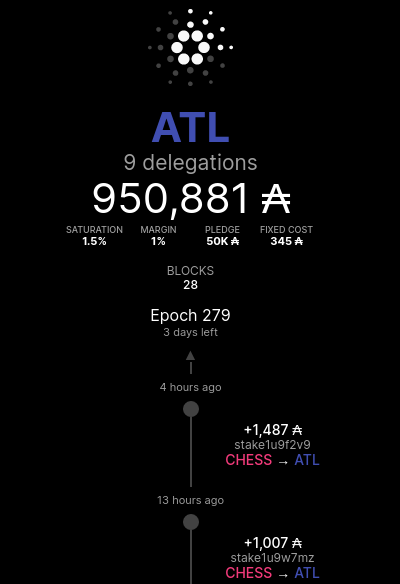 ATL
9 delegations
950,881 ₳
SATURATION MARGIN PLEDGE FIXED COST
1.5% 1% 50K ₳ 345 ₳
BLOCKS
28
Epoch 279
3 days left
4 hours ago
+1,487 ₳
stake1u9f2v9
CHESS → ATL
13 hours ago
+1,007 ₳
stake1u9w7mz
CHESS → ATL